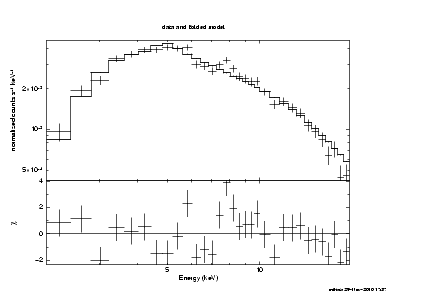 data and folded model
normalized counts s⁻¹ keV⁻¹
2×10⁻³
10⁻³
5×10⁻⁴
4
2
0
−2
χ
5
10
Energy (keV)